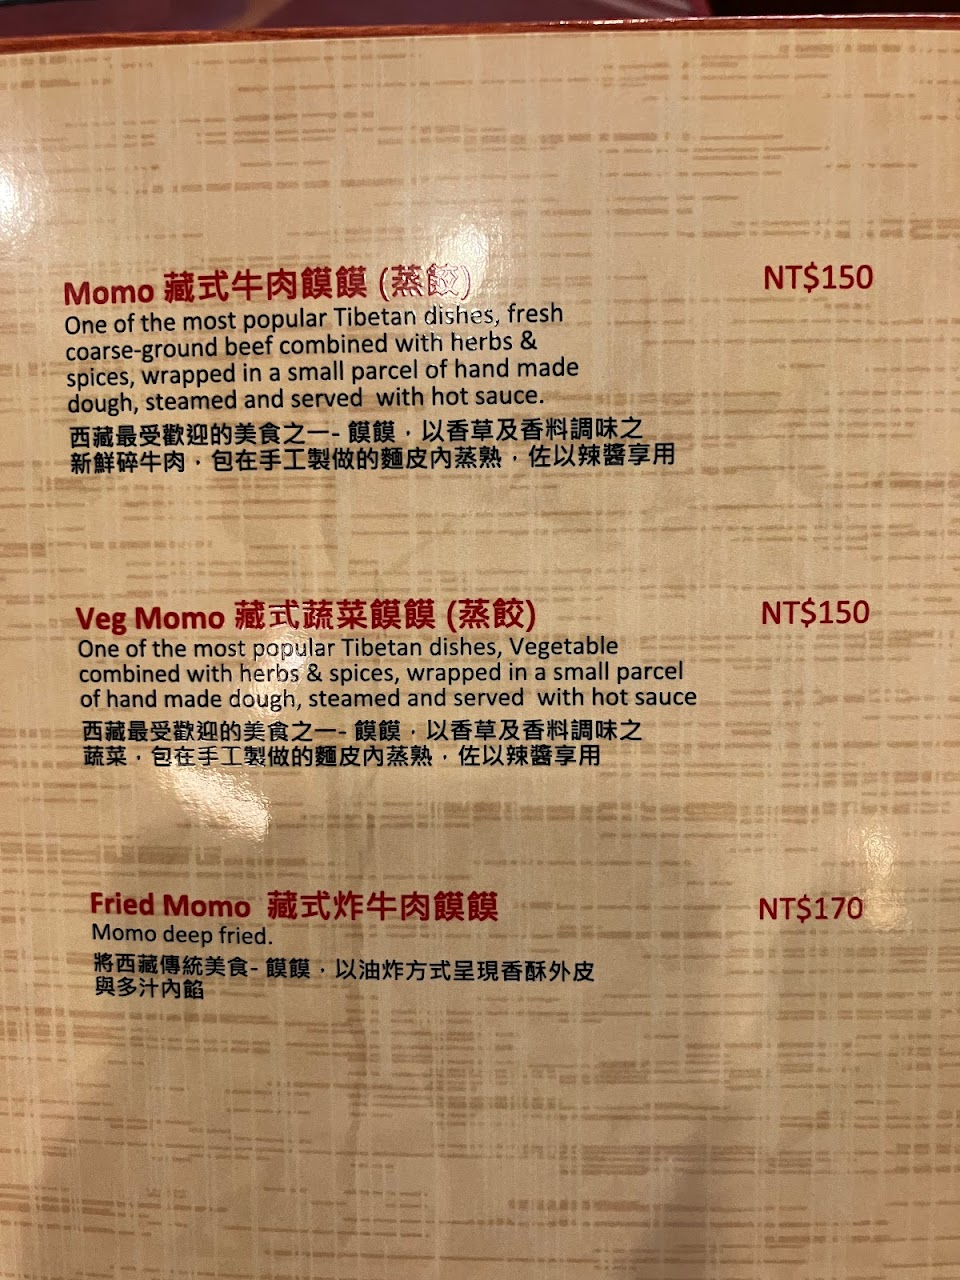 Momo 藏式牛肉饃饃 (蒸餃) NT$150
One of the most popular Tibetan dishes, fresh
coarse-ground beef combined with herbs &
spices, wrapped in a small parcel of hand made
dough, steamed and served with hot sauce.
西藏最受歡迎的美食之一- 饃饃，以香草及香料調味之
新鮮碎牛肉，包在手工製做的麵皮內蒸熟，佐以辣醬享用
Veg Momo 藏式蔬菜饃饃 (蒸餃) NT$150
One of the most popular Tibetan dishes, Vegetable
combined with herbs & spices, wrapped in a small parcel
of hand made dough, steamed and served with hot sauce
西藏最受歡迎的美食之一- 饃饃，以香草及香料調味之
蔬菜，包在手工製做的麵皮內蒸熟，佐以辣醬享用
Fried Momo 藏式炸牛肉饃饃 NT$170
Momo deep fried.
將西藏傳統美食- 饃饃，以油炸方式呈現香酥外皮
與多汁內餡